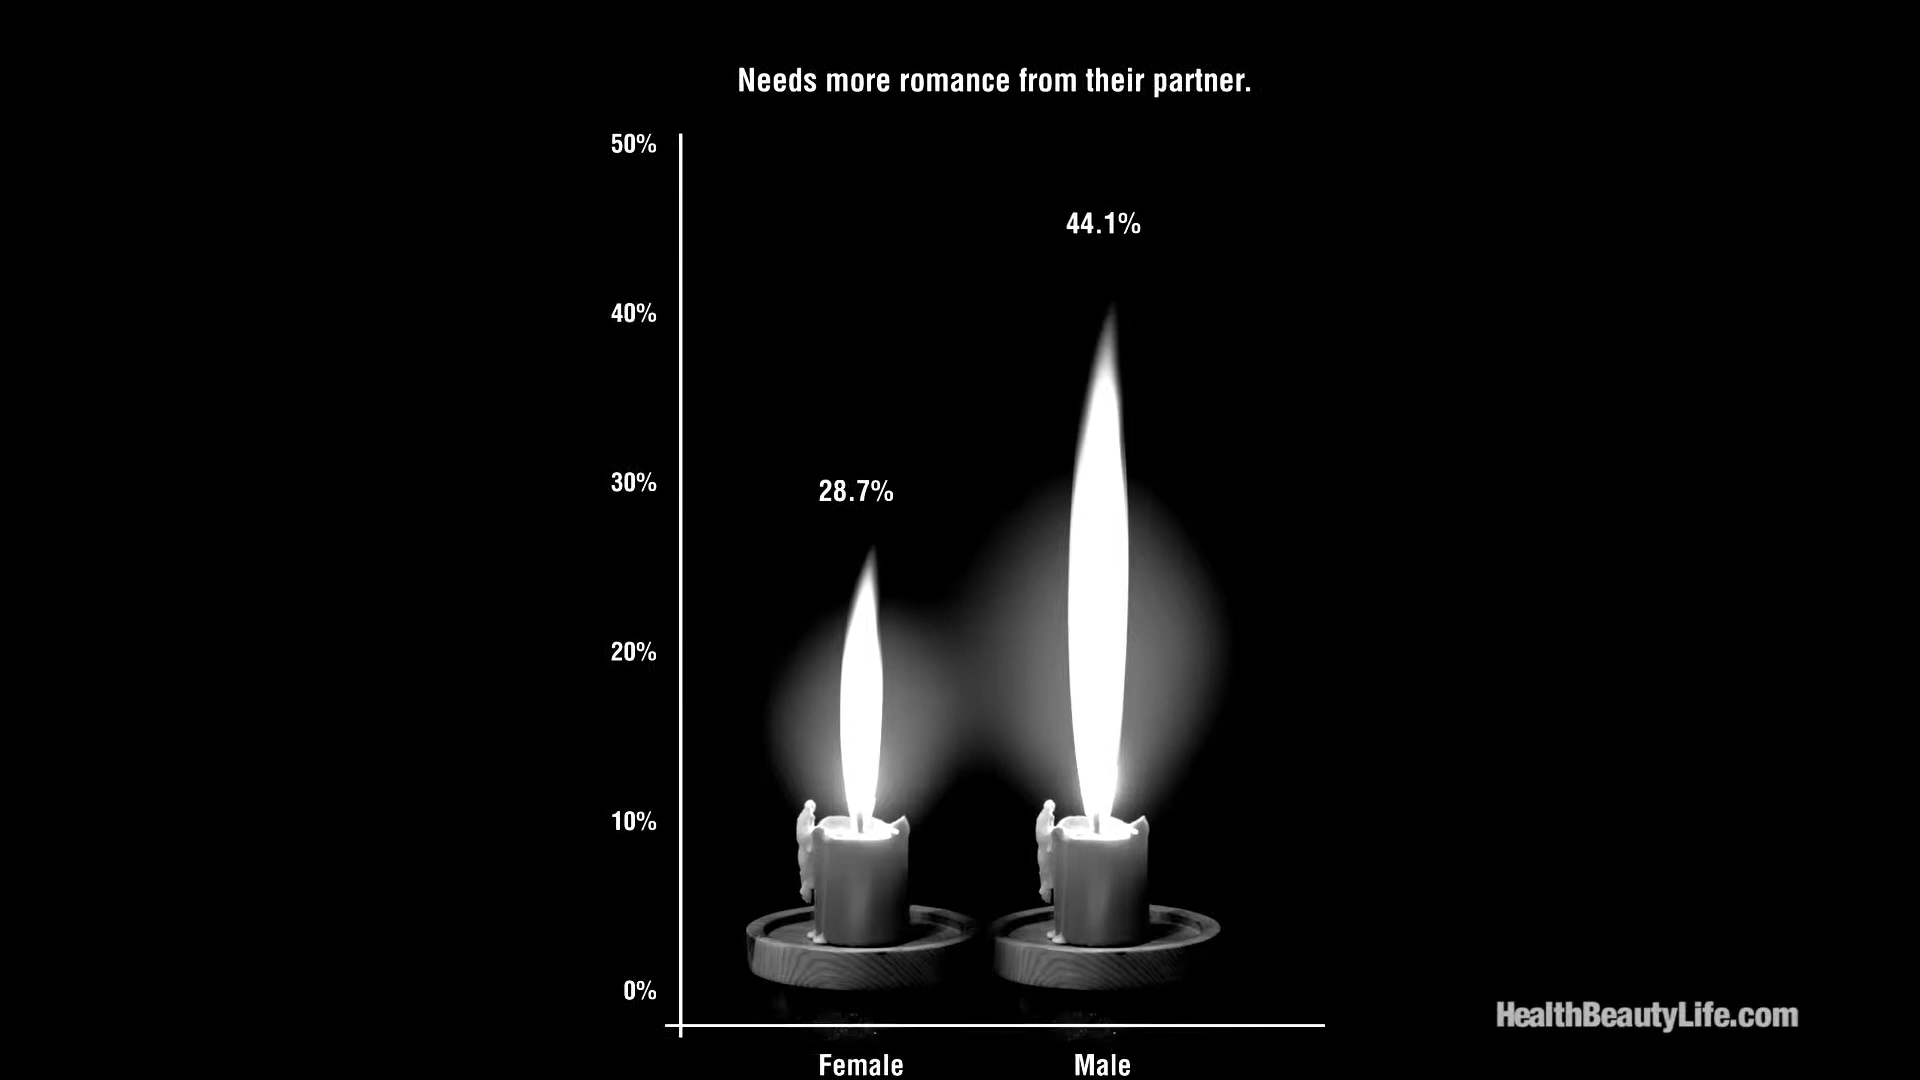 Needs more romance from their partner.
50%
44.1%
40%
30%
28.7%
20%
10%
0%
HealthBeautyLife.com
Female Male